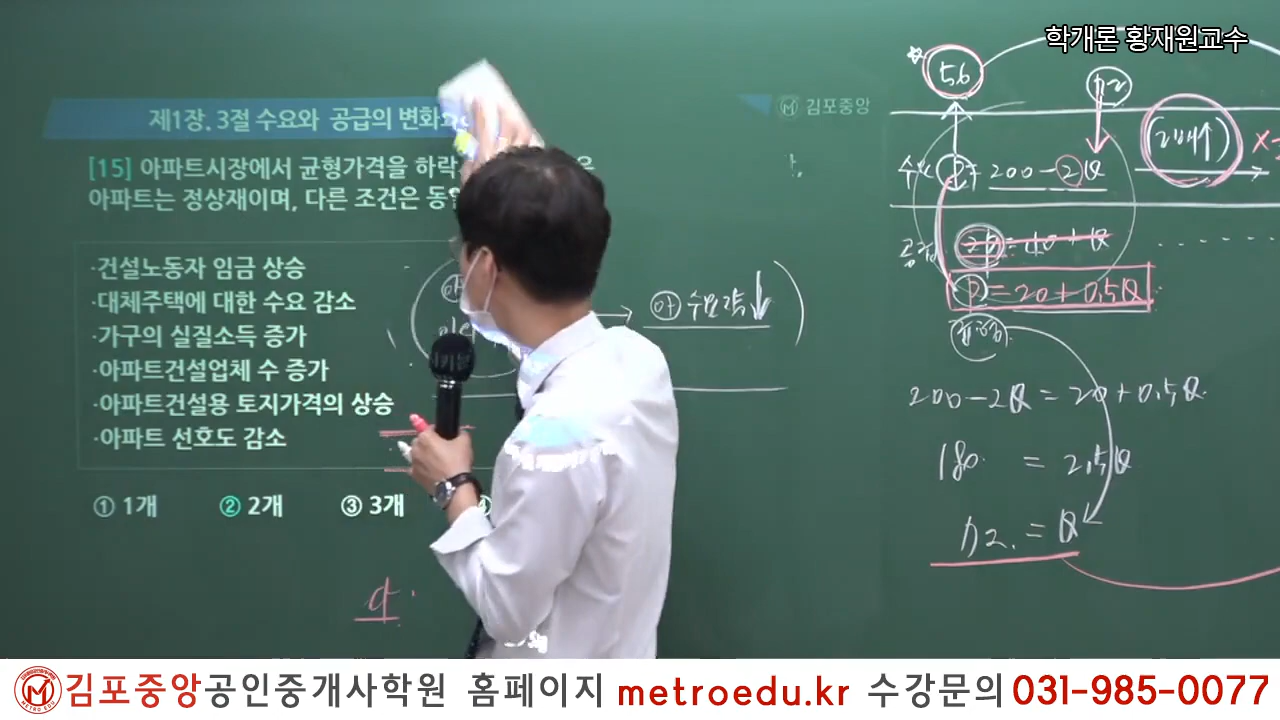 학개론 황재원교수
제1장. 3절 수요와 공급의 변화
김포중앙
[15] 아파트시장에서 균형가격을 하락
아파트는 정상재이며, 다른 조건은 동일
·건설노동자 임금 상승
·대체주택에 대한 수요 감소
·가구의 실질소득 증가
·아파트건설업체 수 증가
·아파트건설용 토지가격의 상승
·아파트 선호도 감소
① 1개 ② 2개 ③ 3개 ④
아 수요곡
56
72
200-2Q
(2배↑)
P=20+0.5Q
200-2Q=20+0.5Q
180=2.5Q
72.=Q
김포중앙공인중개사학원 홈페이지 metroedu.kr 수강문의 031-985-0077